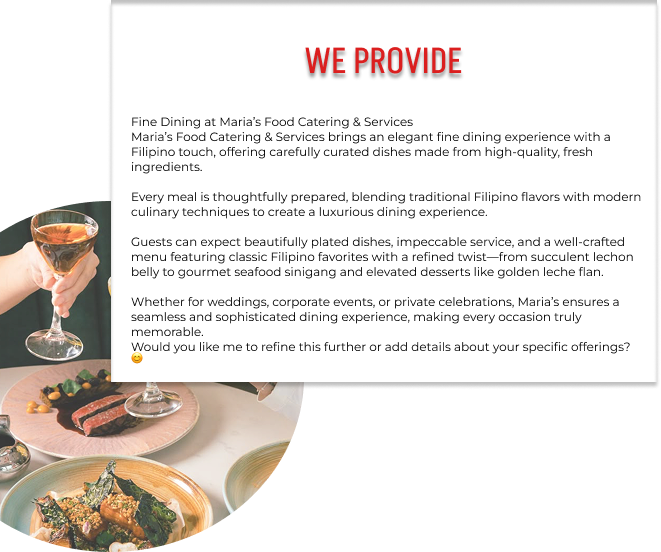 WE PROVIDE
Fine Dining at Maria’s Food Catering & Services
Maria’s Food Catering & Services brings an elegant fine dining experience with a
Filipino touch, offering carefully curated dishes made from high-quality, fresh
ingredients.
Every meal is thoughtfully prepared, blending traditional Filipino flavors with modern
culinary techniques to create a luxurious dining experience.
Guests can expect beautifully plated dishes, impeccable service, and a well-crafted
menu featuring classic Filipino favorites with a refined twist—from succulent lechon
belly to gourmet seafood sinigang and elevated desserts like golden leche flan.
Whether for weddings, corporate events, or private celebrations, Maria’s ensures a
seamless and sophisticated dining experience, making every occasion truly
memorable.
Would you like me to refine this further or add details about your specific offerings?
😊